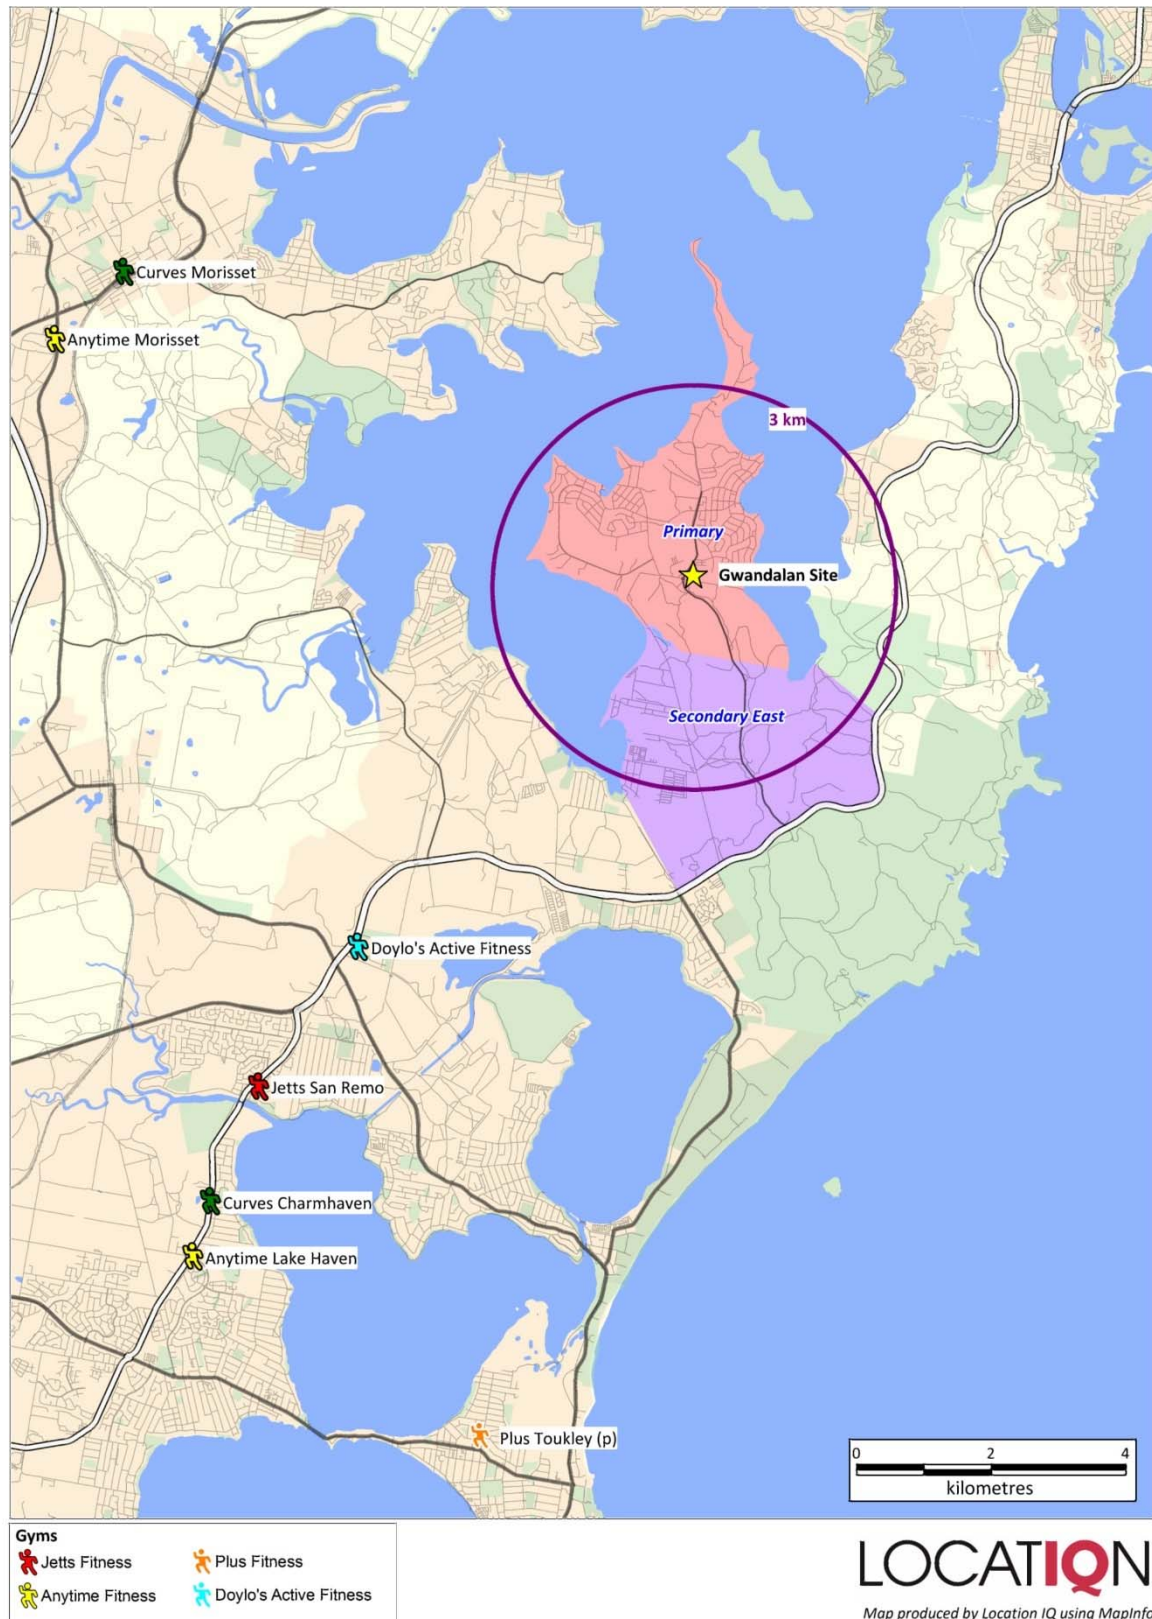 Curves Morisset
Anytime Morisset
3 km
Primary
Gwandalan Site
Secondary East
Doylo's Active Fitness
Jetts San Remo
Curves Charmhaven
Anytime Lake Haven
Plus Toukley (p)
0 2 4
kilometres
Gyms
Jetts Fitness
Plus Fitness
Anytime Fitness
Doylo's Active Fitness
LOCATIQN
Map produced by Location IQ using MapInfo